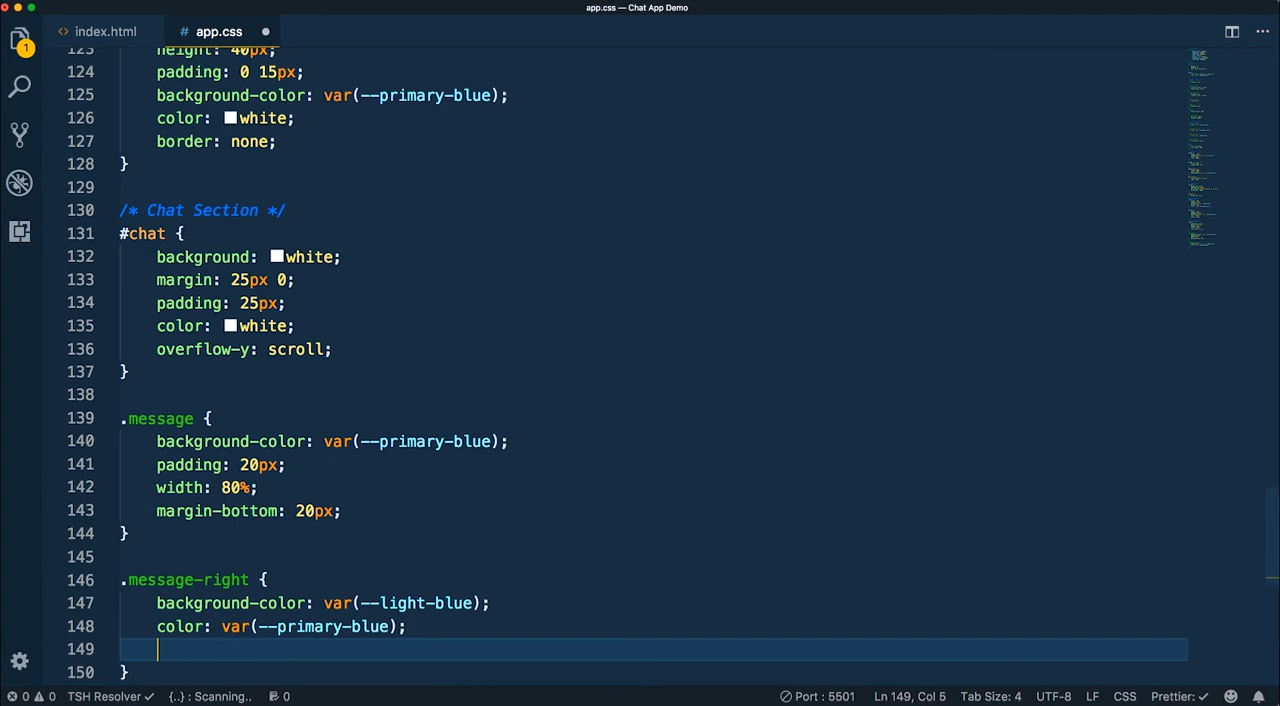 app.css — Chat App Demo
<> index.html
# app.css
1
123 height: 40px;
124 padding: 0 15px;
125 background-color: var(--primary-blue);
126 color: white;
127 border: none;
128 }
129
130 /* Chat Section */
131 #chat {
132 background: white;
133 margin: 25px 0;
134 padding: 25px;
135 color: white;
136 overflow-y: scroll;
137 }
138
139 .message {
140 background-color: var(--primary-blue);
141 padding: 20px;
142 width: 80%;
143 margin-bottom: 20px;
144 }
145
146 .message-right {
147 background-color: var(--light-blue);
148 color: var(--primary-blue);
149
150 }
0 0 TSH Resolver {..} : Scanning.. 0 Port : 5501 Ln 149, Col 5 Tab Size: 4 UTF-8 LF CSS Prettier: